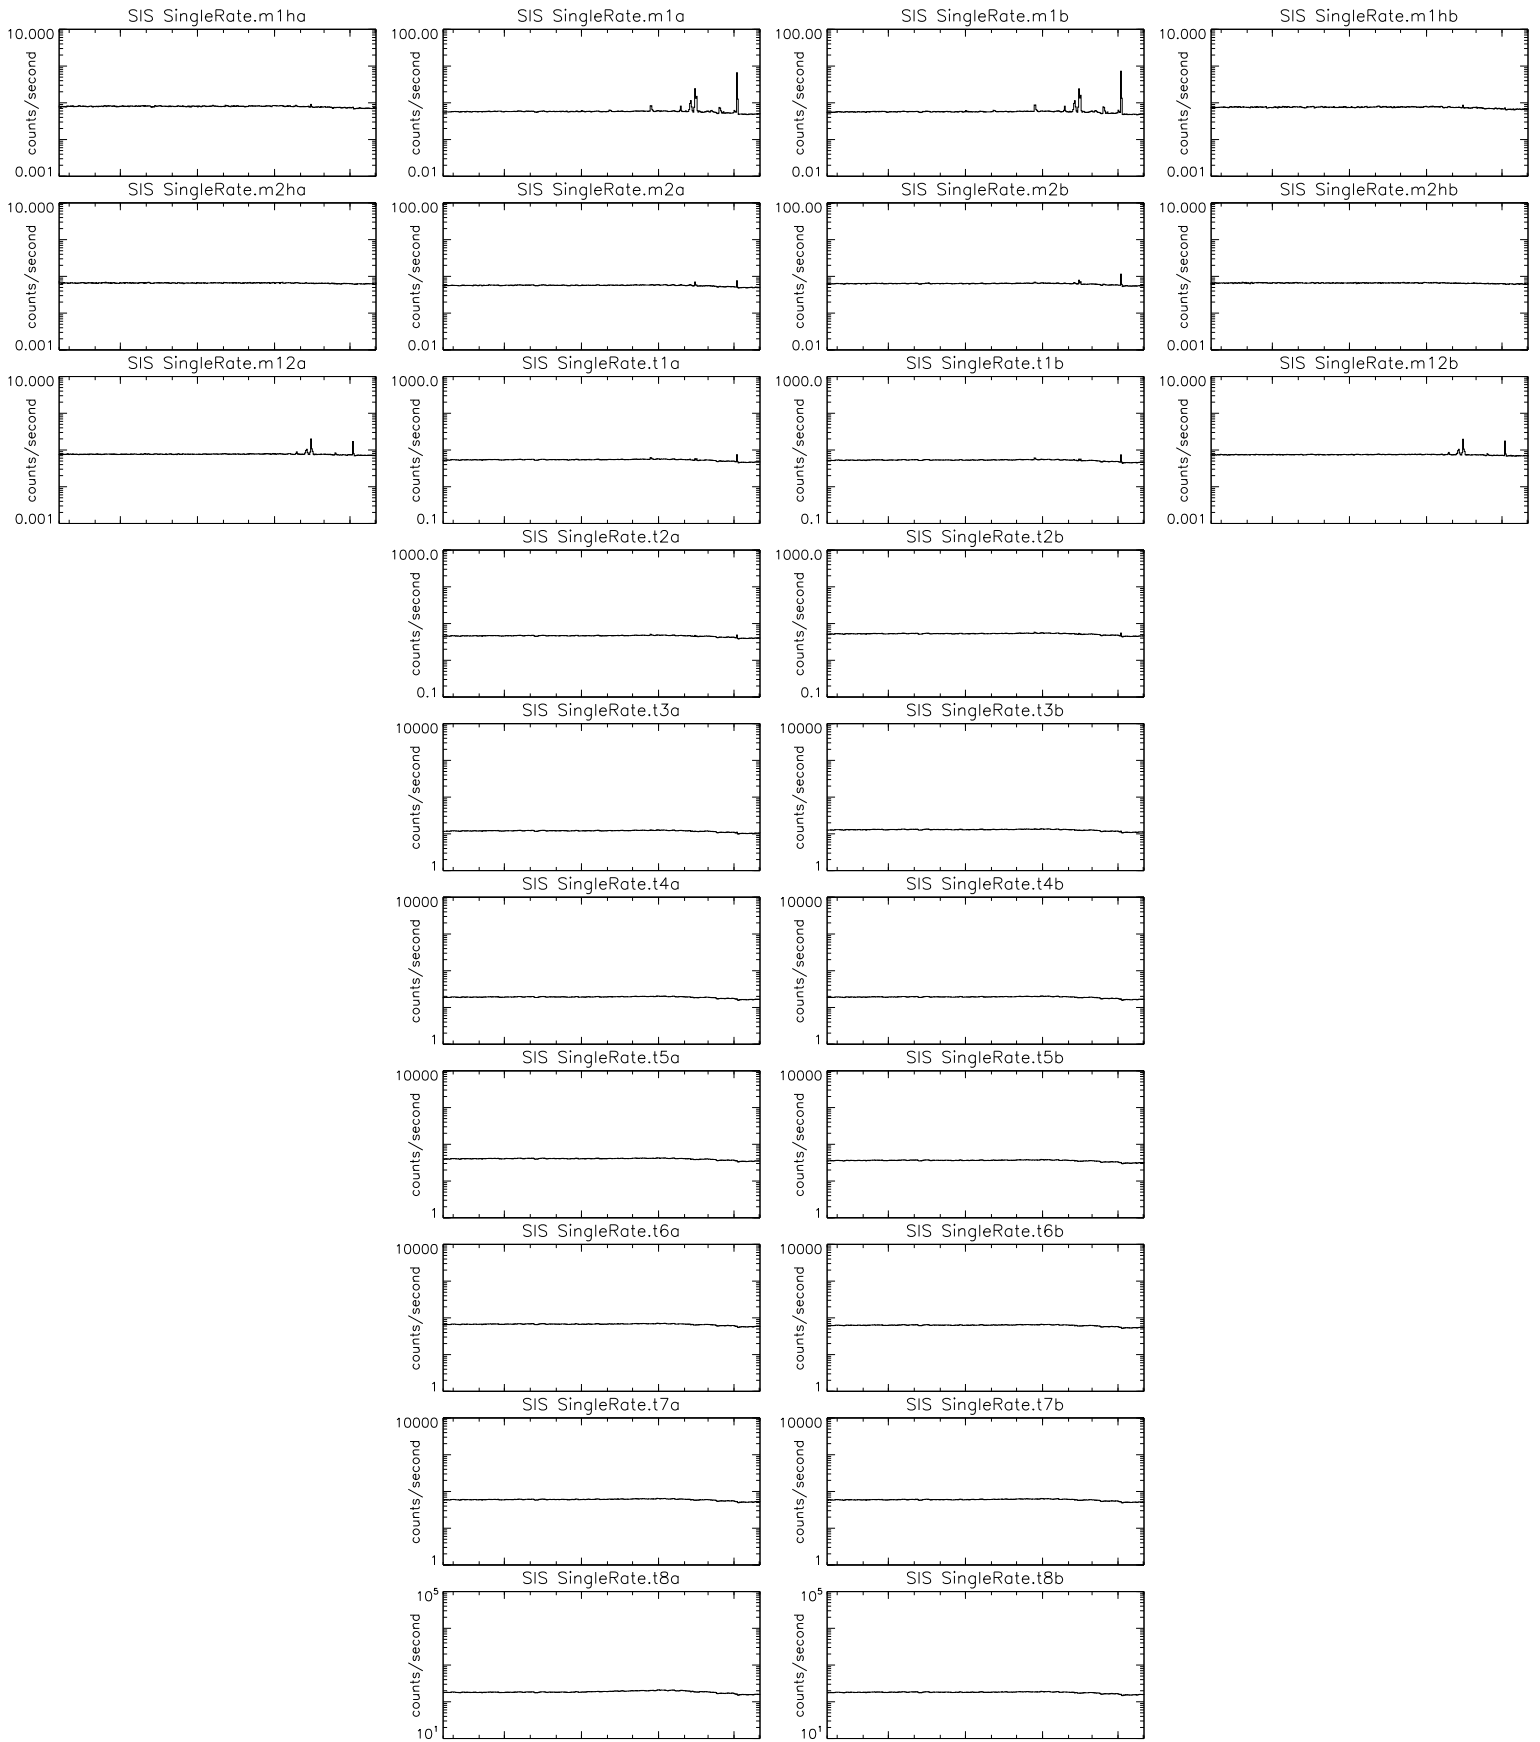 SIS SingleRate.m1ha
10.000
counts/second
0.001
SIS SingleRate.m1a
100.00
counts/second
0.01
SIS SingleRate.m1b
100.00
counts/second
0.01
SIS SingleRate.m1hb
10.000
counts/second
0.001
SIS SingleRate.m2ha
10.000
counts/second
0.001
SIS SingleRate.m2a
100.00
counts/second
0.01
SIS SingleRate.m2b
100.00
counts/second
0.01
SIS SingleRate.m2hb
10.000
counts/second
0.001
SIS SingleRate.m12a
10.000
counts/second
0.001
SIS SingleRate.t1a
1000.0
counts/second
0.1
SIS SingleRate.t1b
1000.0
counts/second
0.1
SIS SingleRate.m12b
10.000
counts/second
0.001
SIS SingleRate.t2a
1000.0
counts/second
0.1
SIS SingleRate.t2b
1000.0
counts/second
0.1
SIS SingleRate.t3a
10000
counts/second
1
SIS SingleRate.t3b
10000
counts/second
1
SIS SingleRate.t4a
10000
counts/second
1
SIS SingleRate.t4b
10000
counts/second
1
SIS SingleRate.t5a
10000
counts/second
1
SIS SingleRate.t5b
10000
counts/second
1
SIS SingleRate.t6a
10000
counts/second
1
SIS SingleRate.t6b
10000
counts/second
1
SIS SingleRate.t7a
10000
counts/second
1
SIS SingleRate.t7b
10000
counts/second
1
SIS SingleRate.t8a
10⁵
counts/second
10¹
SIS SingleRate.t8b
10⁵
counts/second
10¹